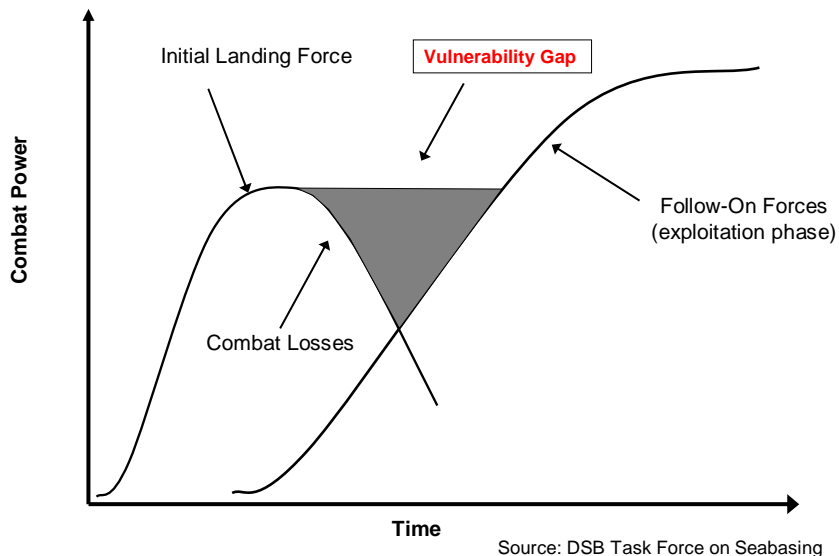 Initial Landing Force
Vulnerability Gap
Combat Power
Follow-On Forces
(exploitation phase)
Combat Losses
Time
Source: DSB Task Force on Seabasing